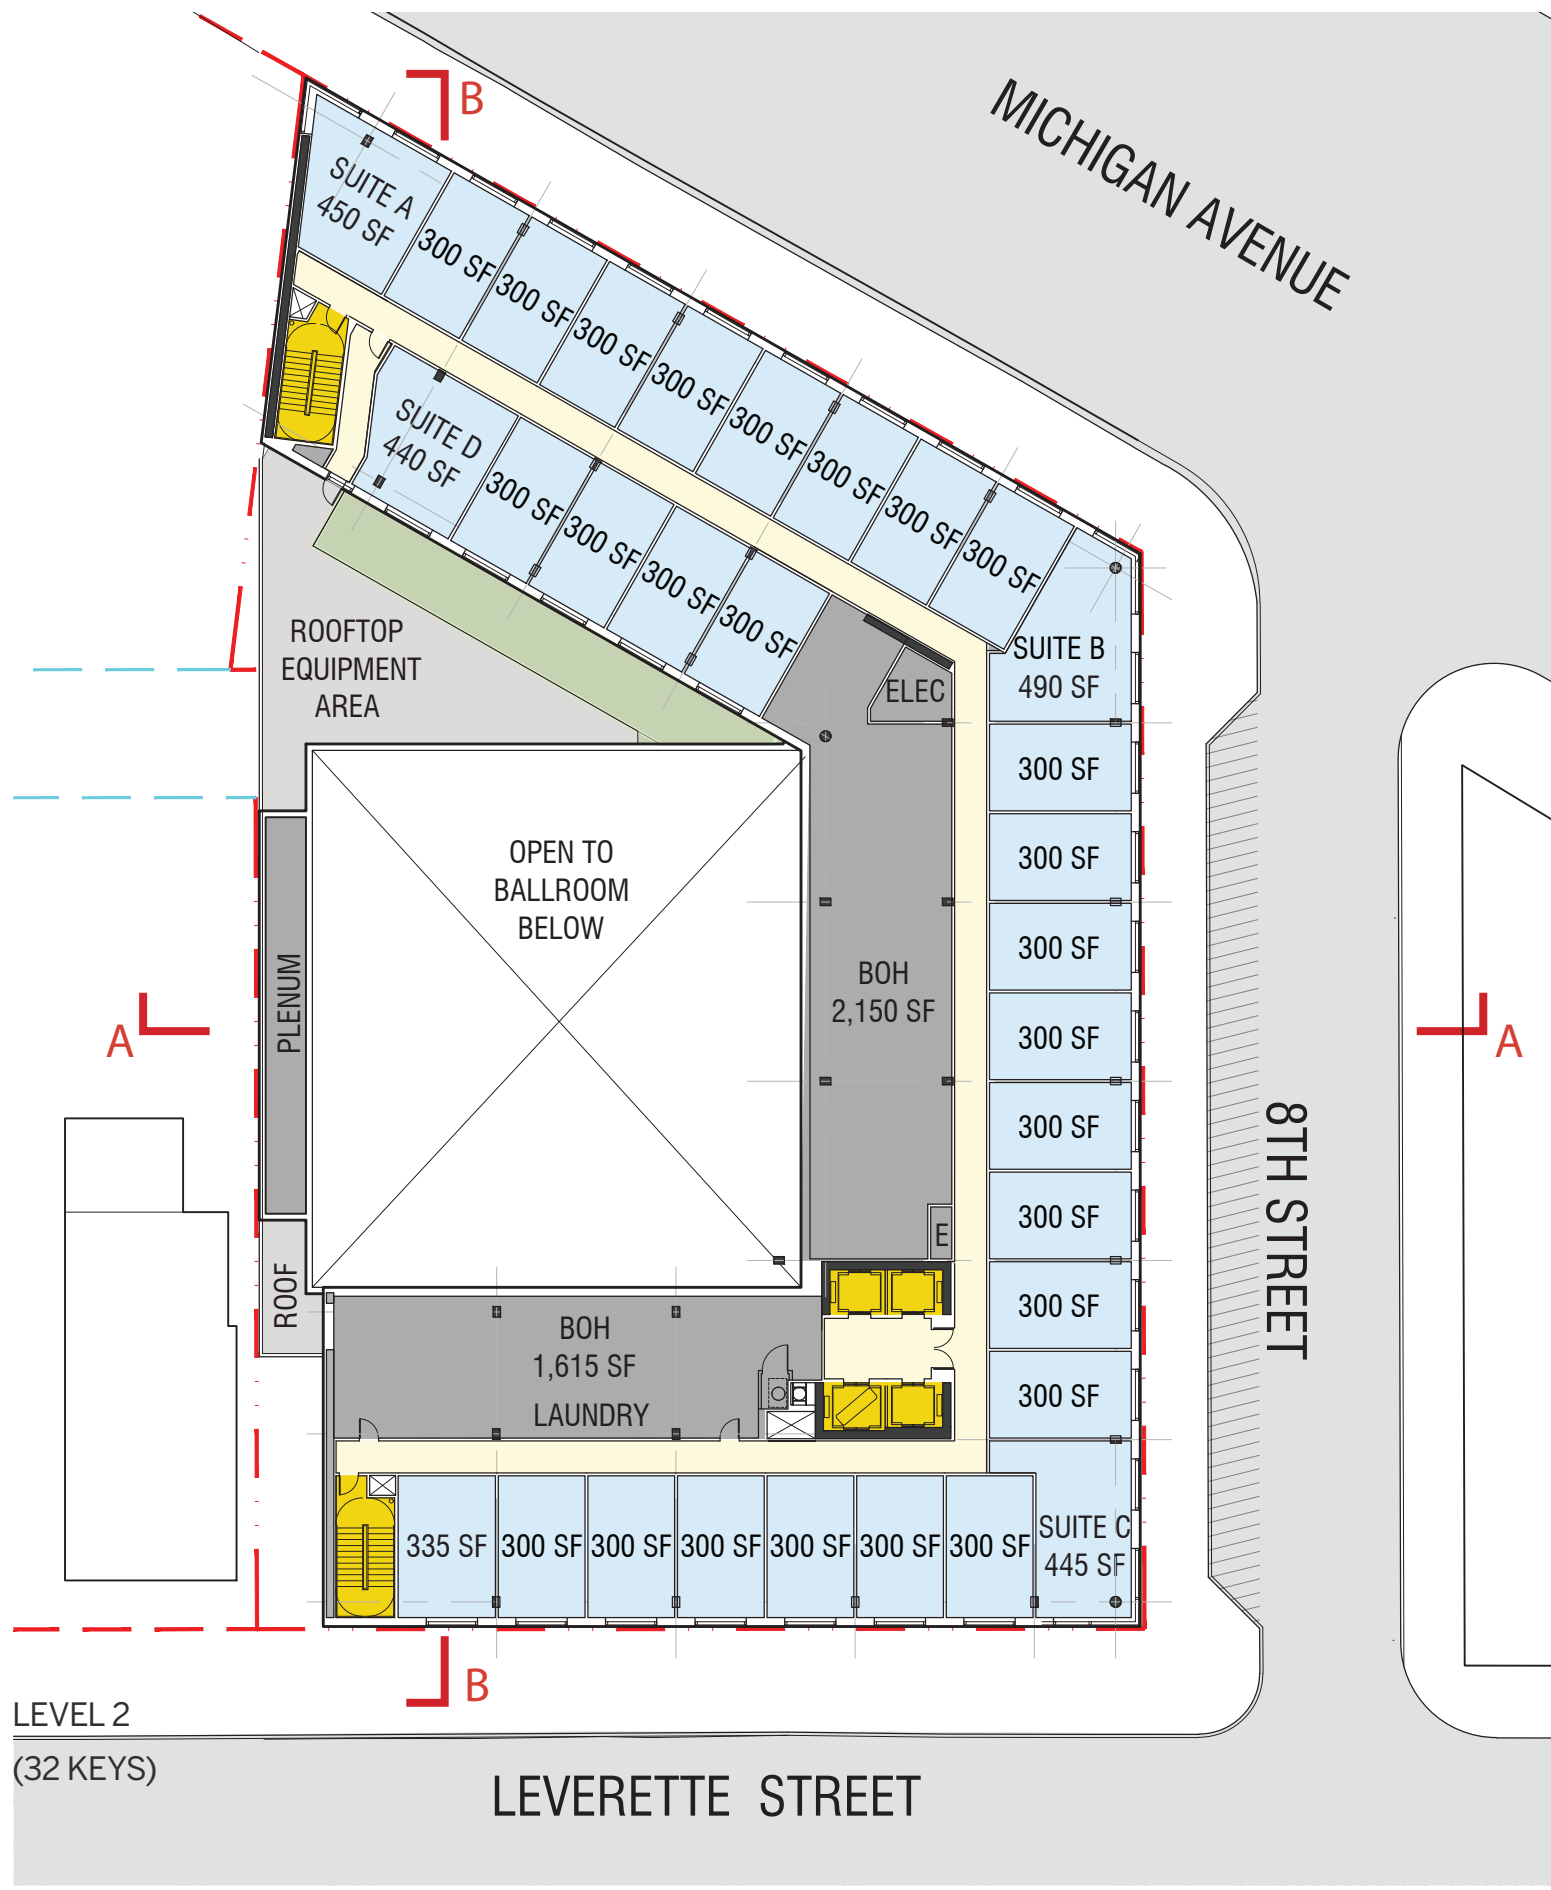 B
MICHIGAN AVENUE
SUITE A
450 SF
300 SF
300 SF
300 SF
300 SF
300 SF
300 SF
300 SF
300 SF
SUITE D
440 SF
300 SF
300 SF
300 SF
300 SF
ROOFTOP
EQUIPMENT
AREA
ELEC
SUITE B
490 SF
300 SF
300 SF
300 SF
300 SF
300 SF
300 SF
300 SF
300 SF
OPEN TO
BALLROOM
BELOW
PLENUM
BOH
2,150 SF
A
A
8TH STREET
E
ROOF
BOH
1,615 SF
LAUNDRY
335 SF
300 SF
300 SF
300 SF
300 SF
300 SF
300 SF
SUITE C
445 SF
B
LEVEL 2
(32 KEYS)
LEVERETTE STREET